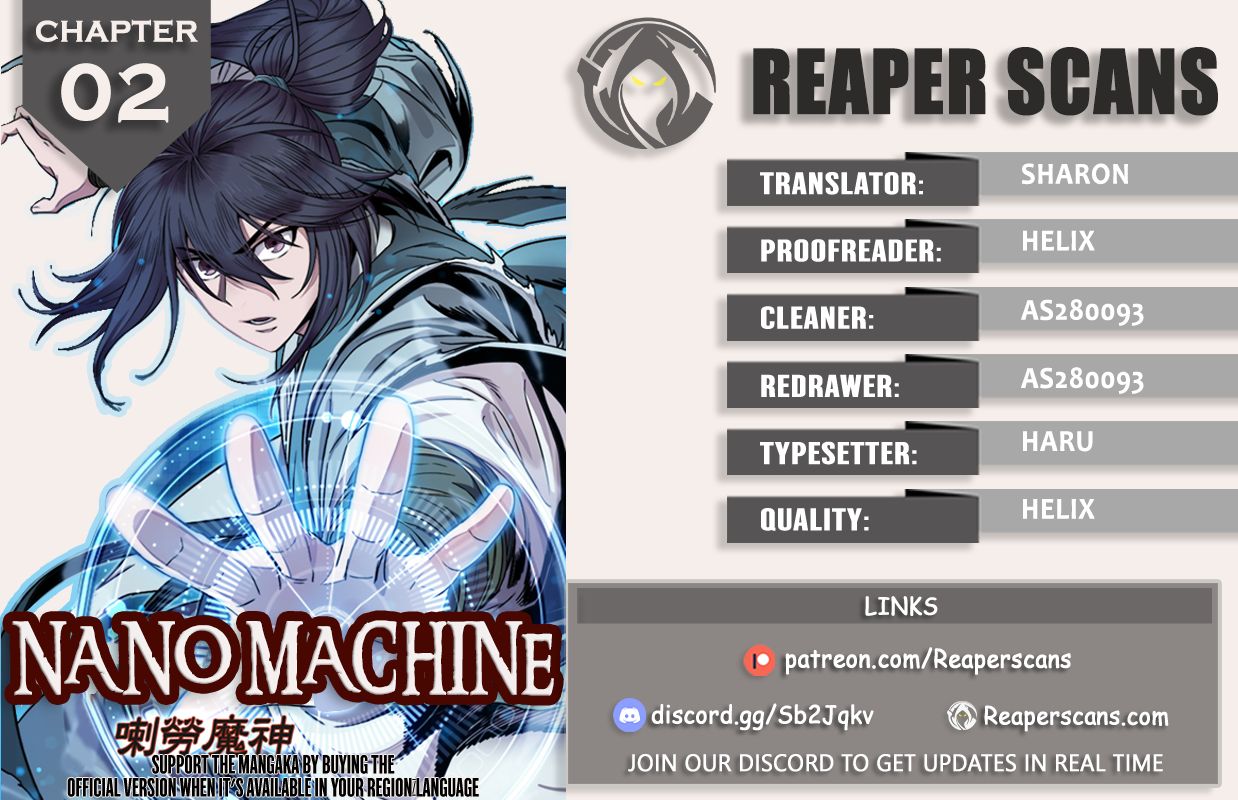 CHAPTER
02
NANO MACHINE
喇勞魔神
SUPPORT THE MANGAKA BY BUYING THE
OFFICIAL VERSION WHEN IT'S AVAILABLE IN YOUR REGION/LANGUAGE
REAPER SCANS
TRANSLATOR: SHARON
PROOFREADER: HELIX
CLEANER: AS280093
REDRAWER: AS280093
TYPESETTER: HARU
QUALITY: HELIX
LINKS
patreon.com/Reaperscans
discord.gg/Sb2Jqkv Reaperscans.com
JOIN OUR DISCORD TO GET UPDATES IN REAL TIME